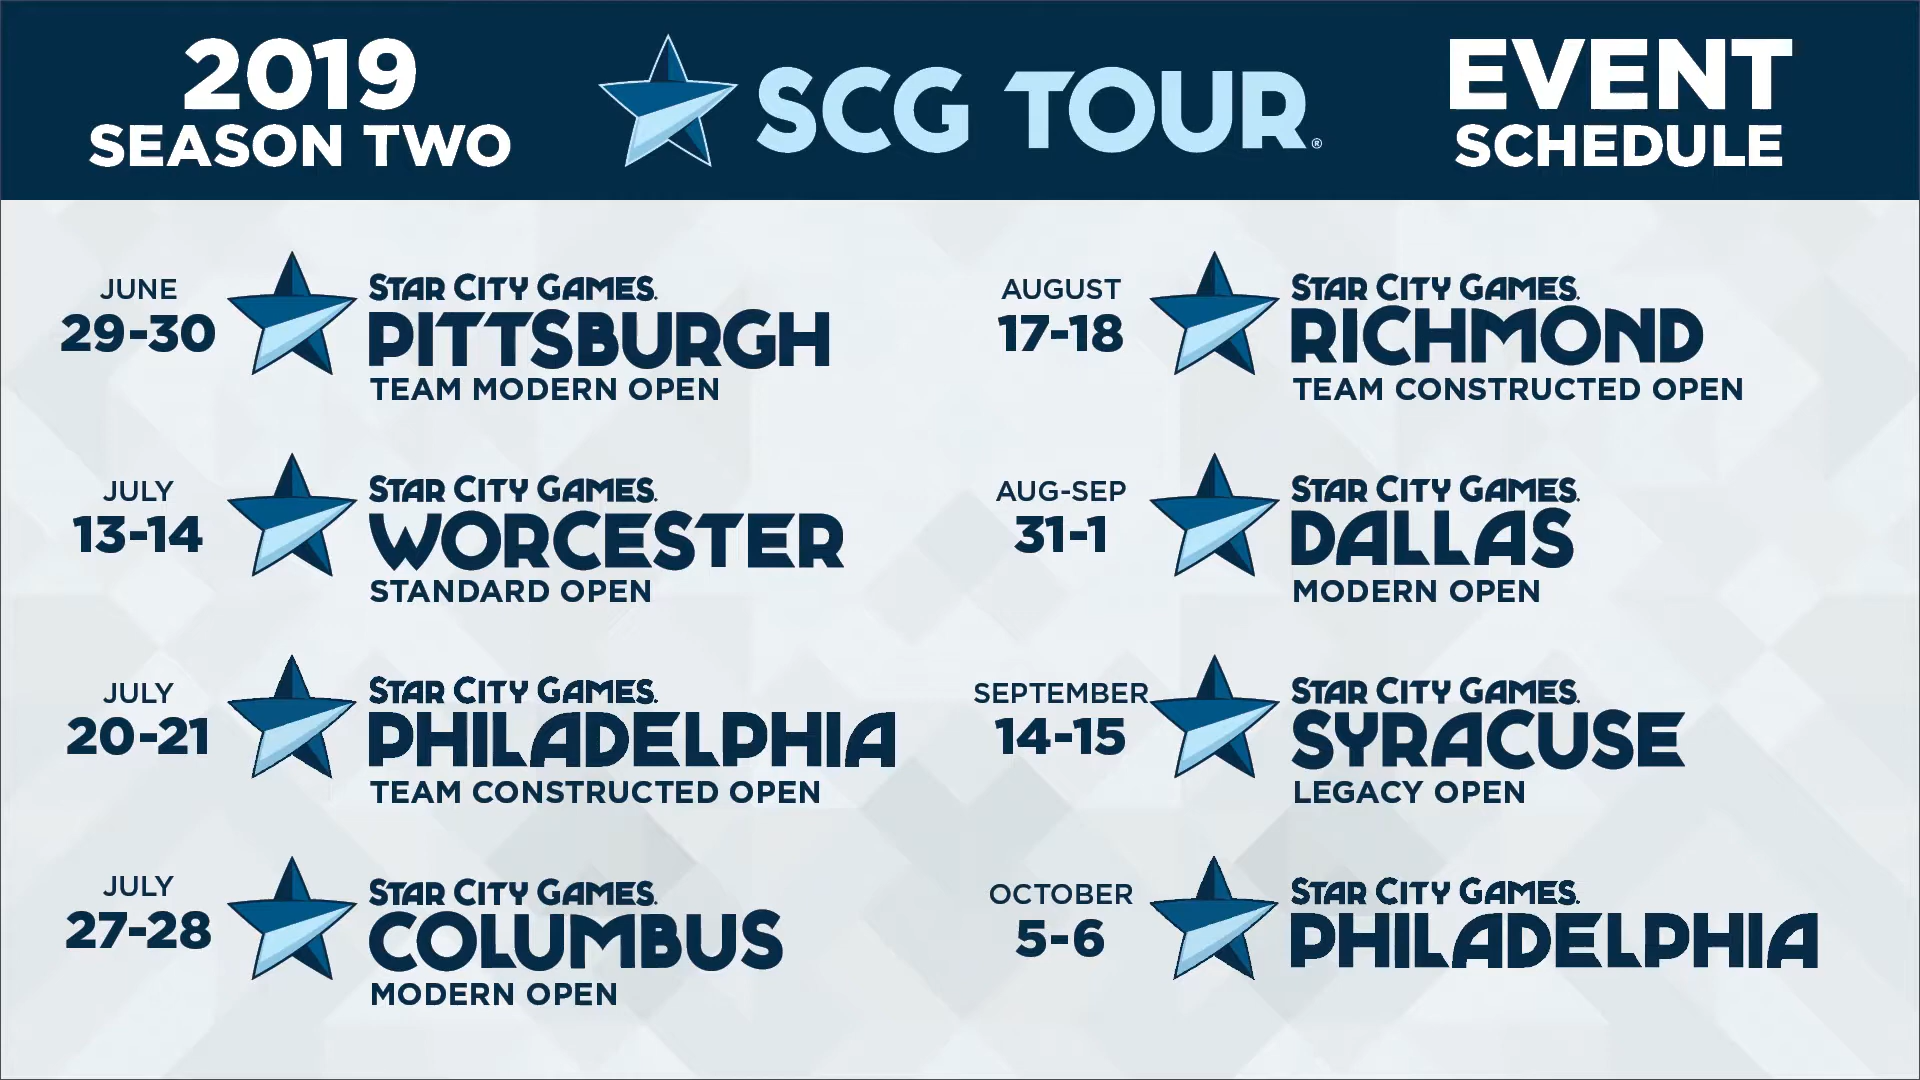 2019
SEASON TWO
SCG TOUR®
EVENT
SCHEDULE
JUNE
29-30
STAR CITY GAMES.
PITTSBURGH
TEAM MODERN OPEN
JULY
13-14
STAR CITY GAMES.
WORCESTER
STANDARD OPEN
JULY
20-21
STAR CITY GAMES.
PHILADELPHIA
TEAM CONSTRUCTED OPEN
JULY
27-28
STAR CITY GAMES.
COLUMBUS
MODERN OPEN
AUGUST
17-18
STAR CITY GAMES.
RICHMOND
TEAM CONSTRUCTED OPEN
AUG-SEP
31-1
STAR CITY GAMES.
DALLAS
MODERN OPEN
SEPTEMBER
14-15
STAR CITY GAMES.
SYRACUSE
LEGACY OPEN
OCTOBER
5-6
STAR CITY GAMES.
PHILADELPHIA